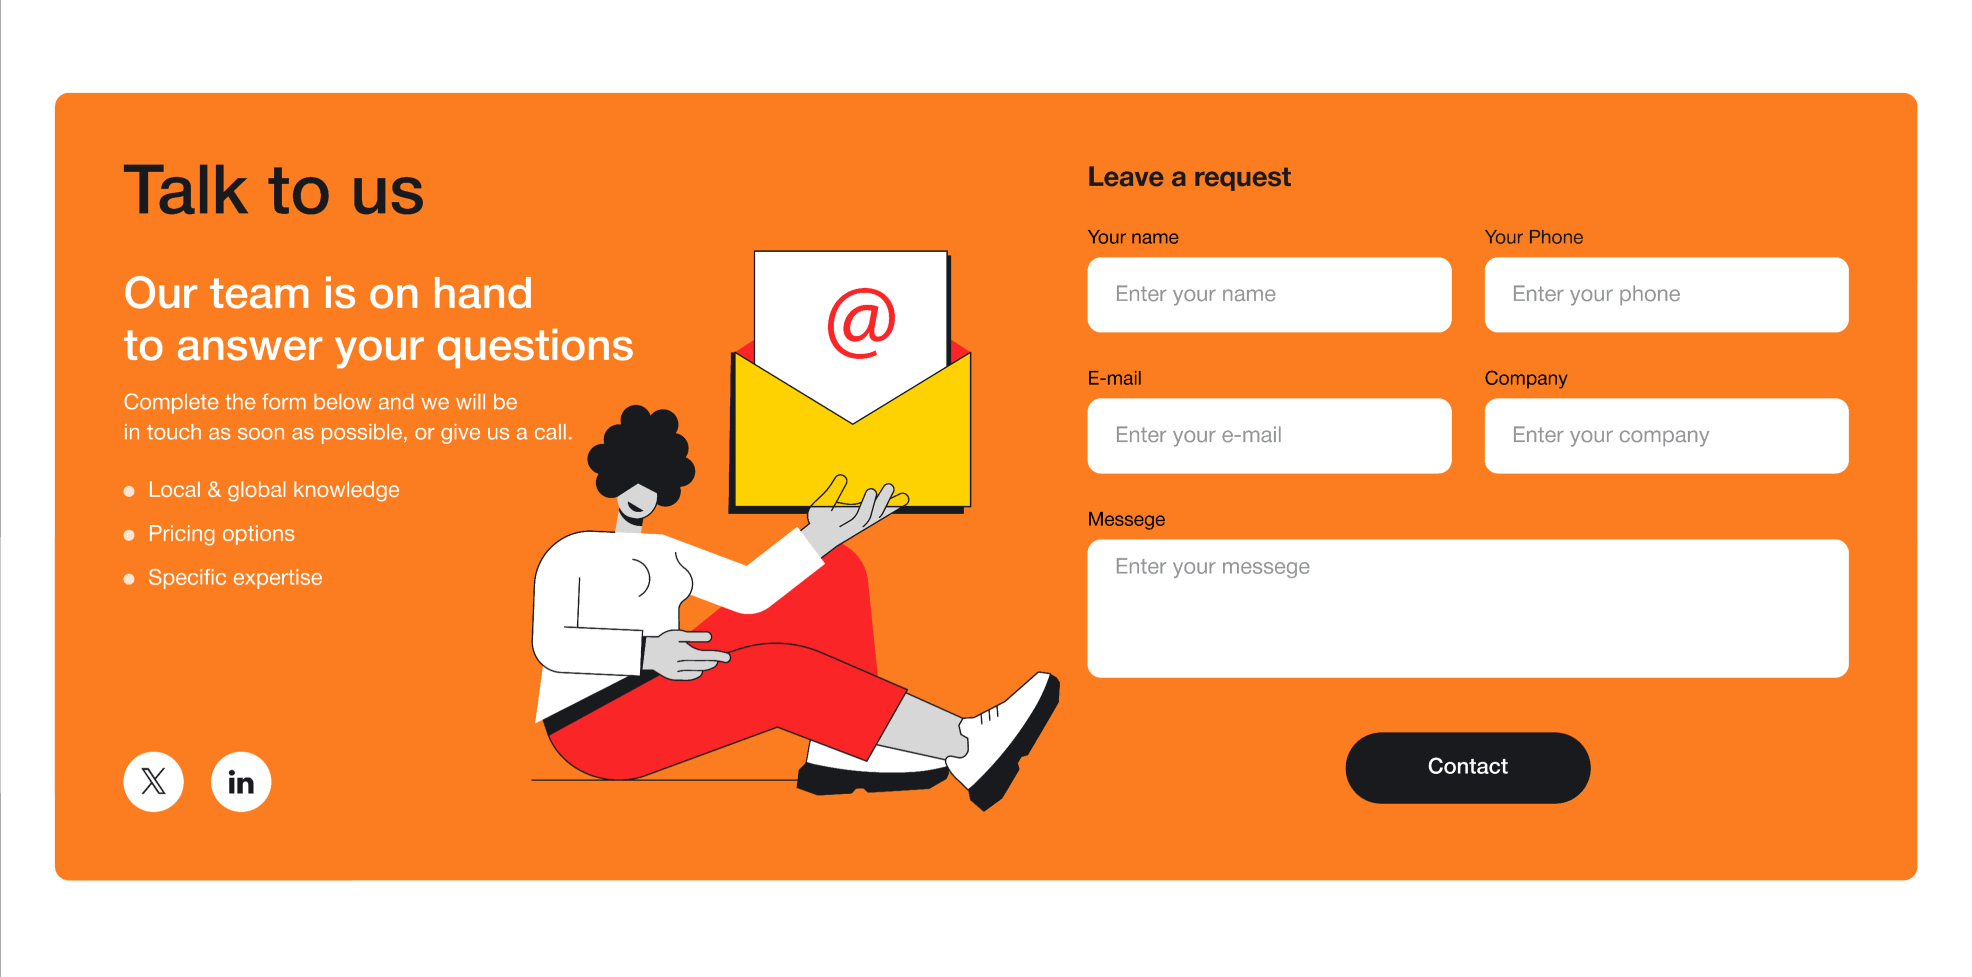 Talk to us
Our team is on hand
to answer your questions
Complete the form below and we will be
in touch as soon as possible, or give us a call.
Local & global knowledge
Pricing options
Specific expertise
X
in
@
Leave a request
Your name
Your Phone
Enter your name
Enter your phone
E-mail
Company
Enter your e-mail
Enter your company
Messege
Enter your messege
Contact